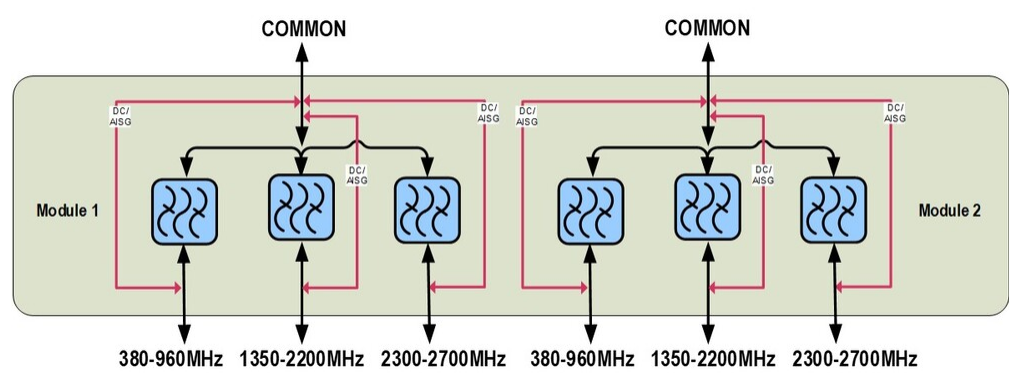 COMMON COMMON
DC/
AISG
DC/
AISG
DC/
AISG
DC/
AISG
DC/
AISG
DC/
AISG
Module 1 Module 2
380-960MHz 1350-2200MHz 2300-2700MHz 380-960MHz 1350-2200MHz 2300-2700MHz